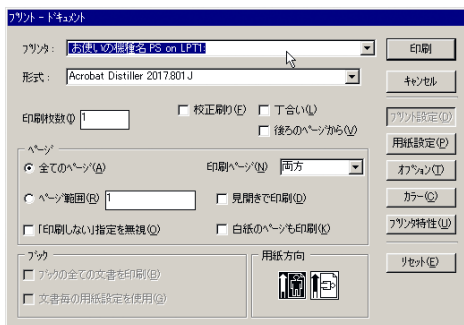 プリント - ドキュメント
プリンタ: お使いの機種名 PS on LPT1:
形式: Acrobat Distiller 2017.801 J
印刷枚数(I) 1
校正刷り(F) 丁合い(L)
後ろのページから(V)
ページ
全てのページ(A) 印刷ページ(N) 両方
ページ範囲(R) 1 見開きで印刷(D)
「印刷しない」指定を無視(O) 白紙のページも印刷(K)
ブック
ブックの全ての文書を印刷(B)
文書毎の用紙設定を使用(G)
用紙方向
印刷
キャンセル
プリント設定(D)
用紙設定(P)
オプション(T)
カラー(C)
プリンタ特性(U)
リセット(E)